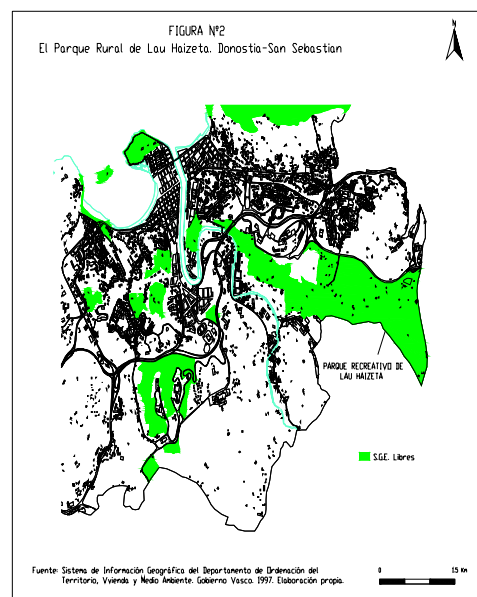 FIGURA Nº2
El Parque Rural de Lau Haizeta. Donostia-San Sebastian
N
PARQUE RECREATIVO DE
LAU HAIZETA
S.G.E. Libres
Fuente: Sistema de Información Geográfica del Departamento de Ordenación del
Territorio, Vvienda y Medio Ambiente. Gobierno Vasco. 1997. Elaboración propia.
0 1.5 Km